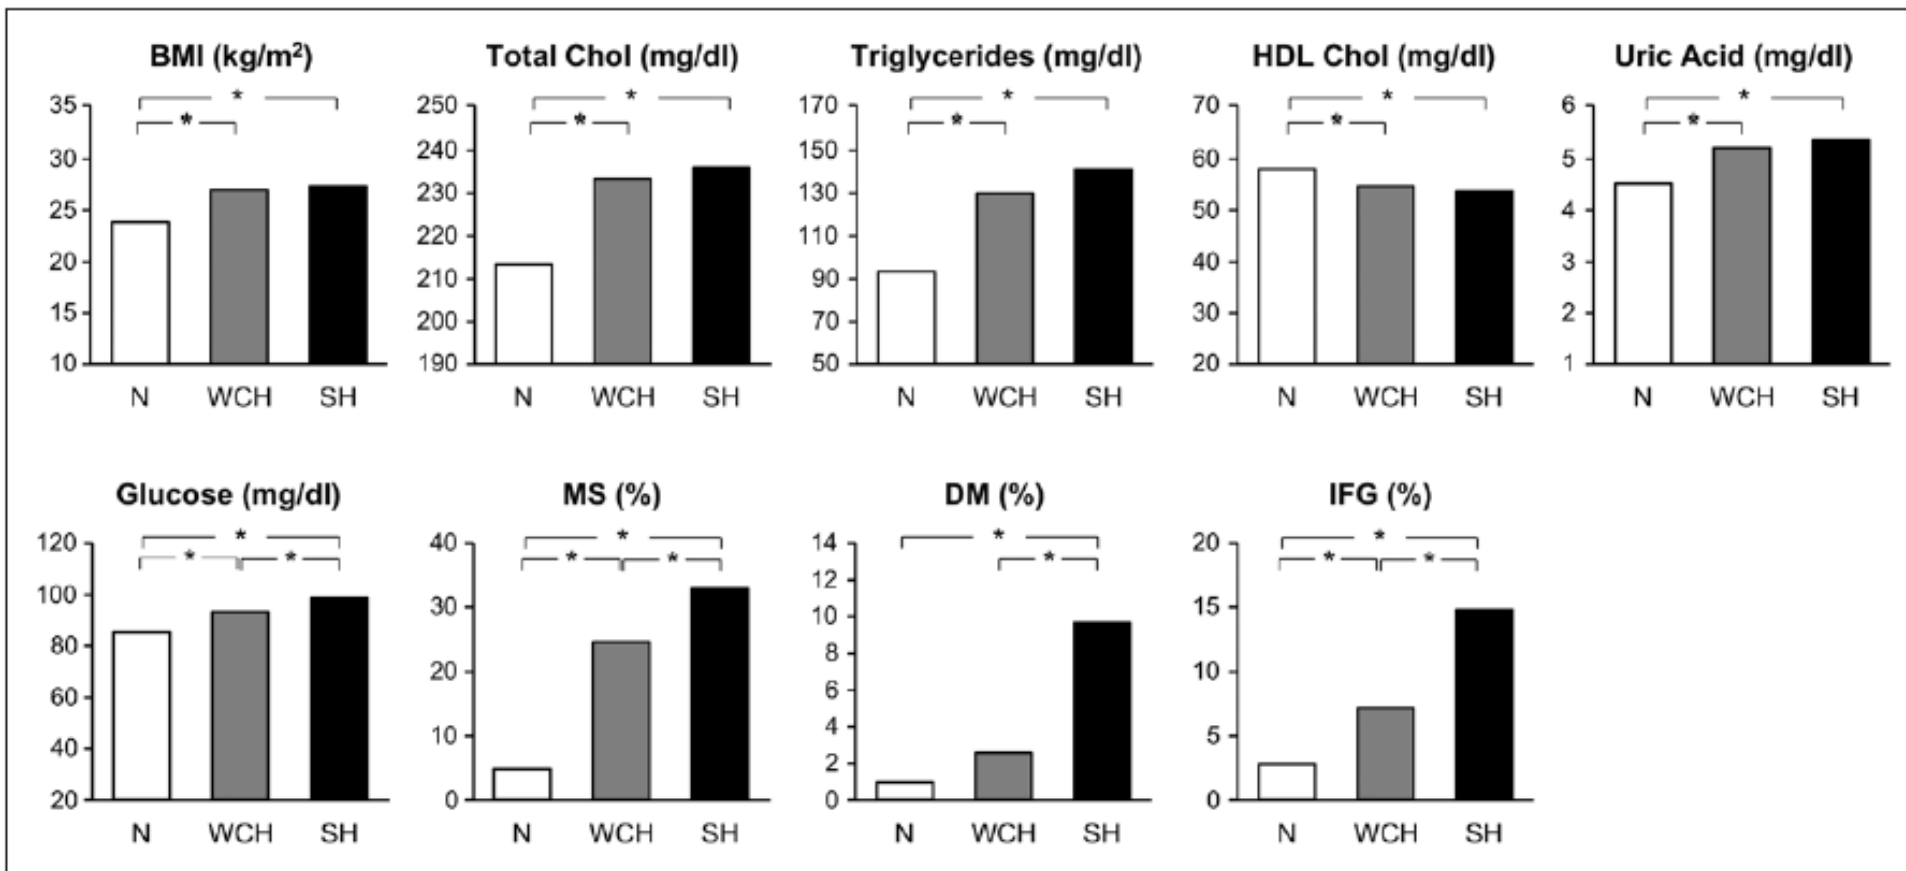 BMI (kg/m²) Total Chol (mg/dl) Triglycerides (mg/dl) HDL Chol (mg/dl) Uric Acid (mg/dl)
* * * * *
35 250 170 70 6
* * * * *
30 240 150 60 5
230 130
25 220 110 50 4
20 210 90 40 3
15 200 70 30 2
10 190 50 20 1
N WCH SH N WCH SH N WCH SH N WCH SH N WCH SH
Glucose (mg/dl) MS (%) DM (%) IFG (%)
* * * *
120 40 14 20
* * * * * * *
12
100 30 10 15
80 20 8 10
60 6
40 10 4 5
2
20 0 0 0
N WCH SH N WCH SH N WCH SH N WCH SH